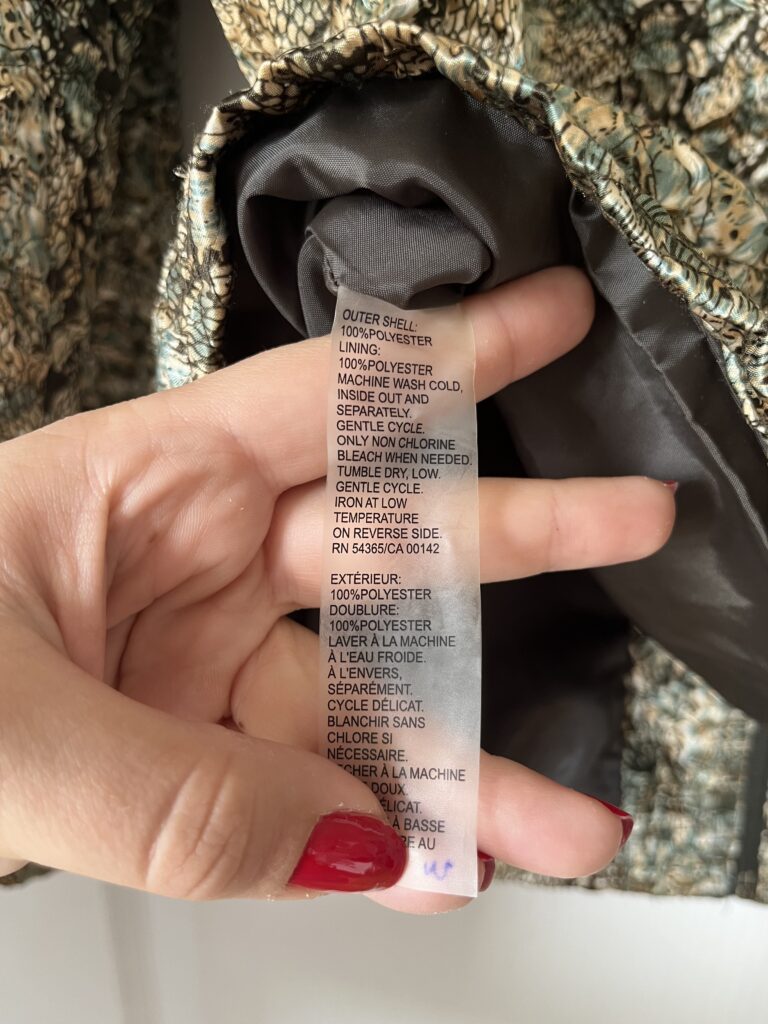 OUTER SHELL:
100%POLYESTER
LINING:
100%POLYESTER
MACHINE WASH COLD,
INSIDE OUT AND
SEPARATELY.
GENTLE CYCLE.
ONLY NON CHLORINE
BLEACH WHEN NEEDED.
TUMBLE DRY, LOW.
GENTLE CYCLE.
IRON AT LOW
TEMPERATURE
ON REVERSE SIDE.
RN 54365/CA 00142
EXTÉRIEUR:
100%POLYESTER
DOUBLURE:
100%POLYESTER
LAVER À LA MACHINE
À L'EAU FROIDE.
À L'ENVERS,
SÉPARÉMENT.
CYCLE DÉLICAT.
BLANCHIR SANS
CHLORE SI
NÉCESSAIRE.
À LA MACHINE
DOUX
À BASSE
AU